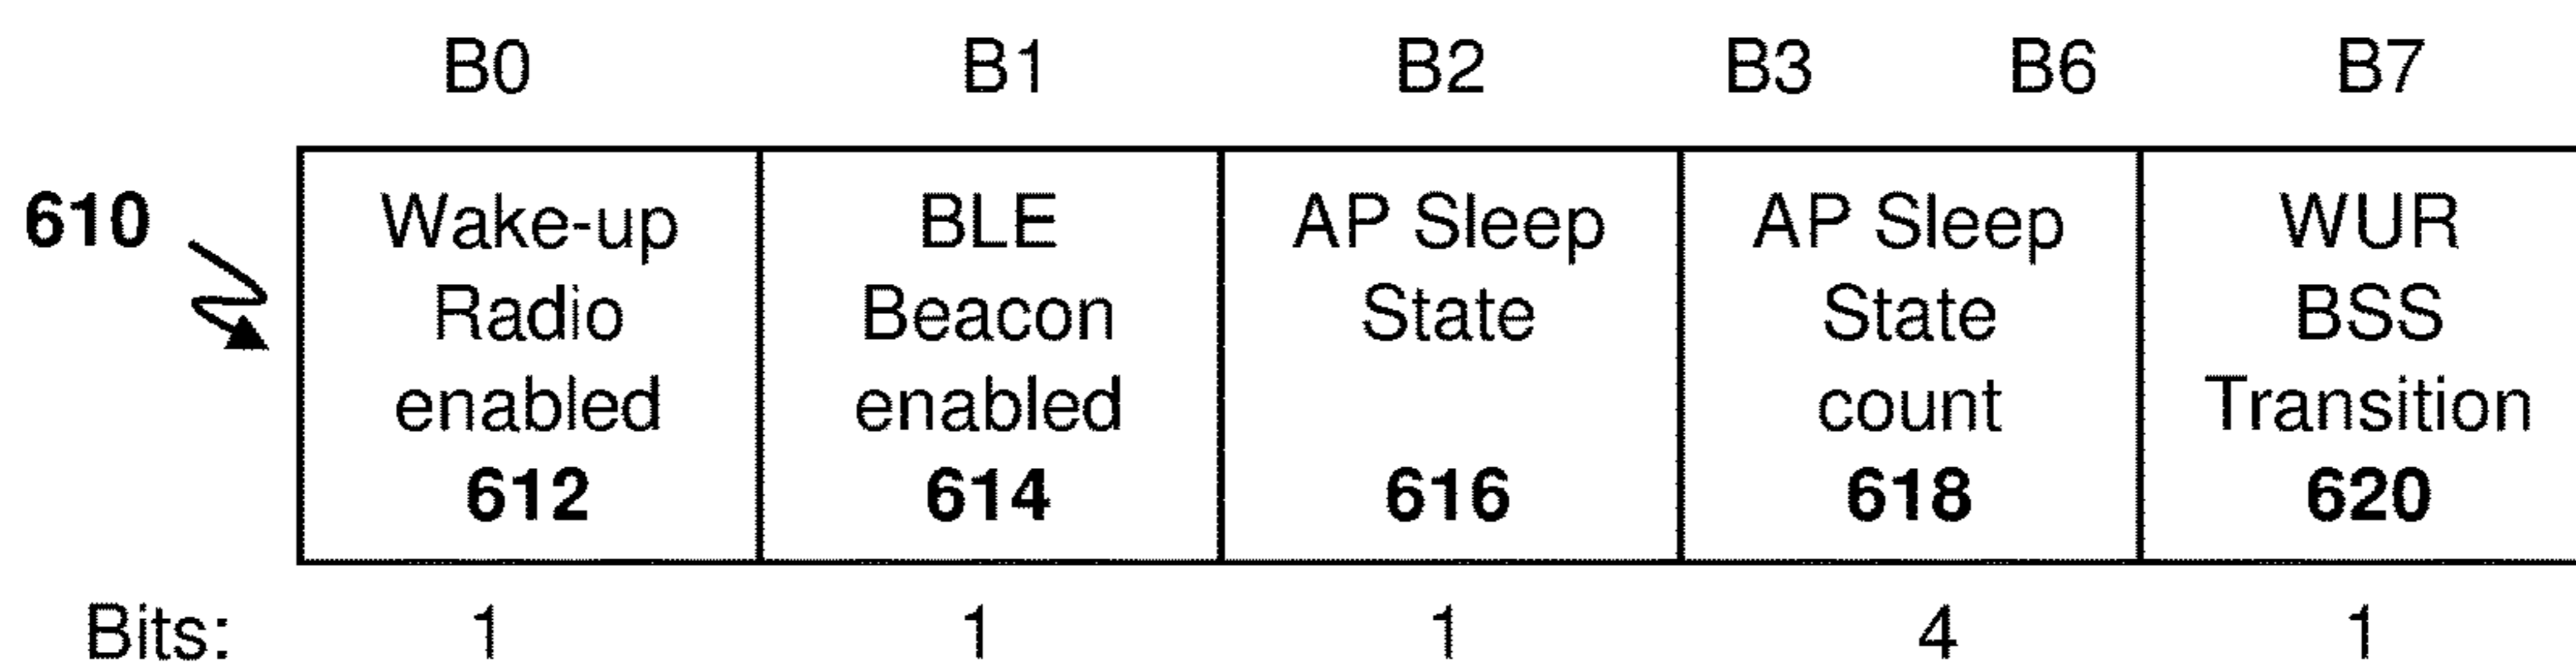 B0 B1 B2 B3 B6 B7
610
Wake-up Radio enabled 612
BLE Beacon enabled 614
AP Sleep State 616
AP Sleep State count 618
WUR BSS Transition 620
Bits: 1 1 1 4 1